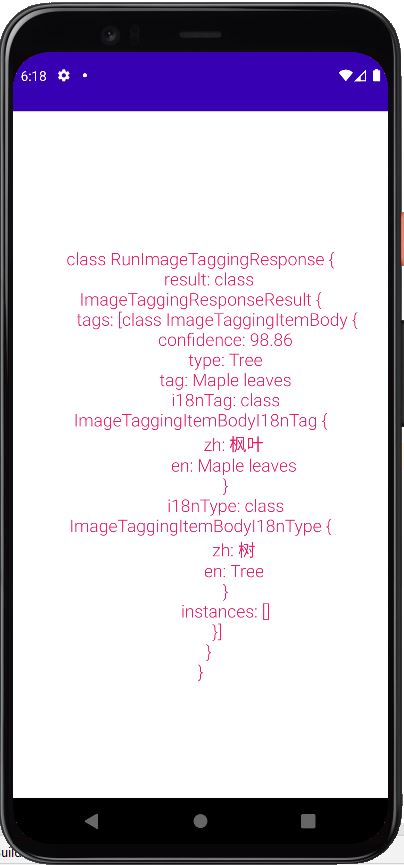 6:18
class RunImageTaggingResponse {
result: class
ImageTaggingResponseResult {
tags: [class ImageTaggingItemBody {
confidence: 98.86
type: Tree
tag: Maple leaves
i18nTag: class
ImageTaggingItemBodyI18nTag {
zh: 枫叶
en: Maple leaves
}
i18nType: class
ImageTaggingItemBodyI18nType {
zh: 树
en: Tree
}
instances: []
}]
}
}